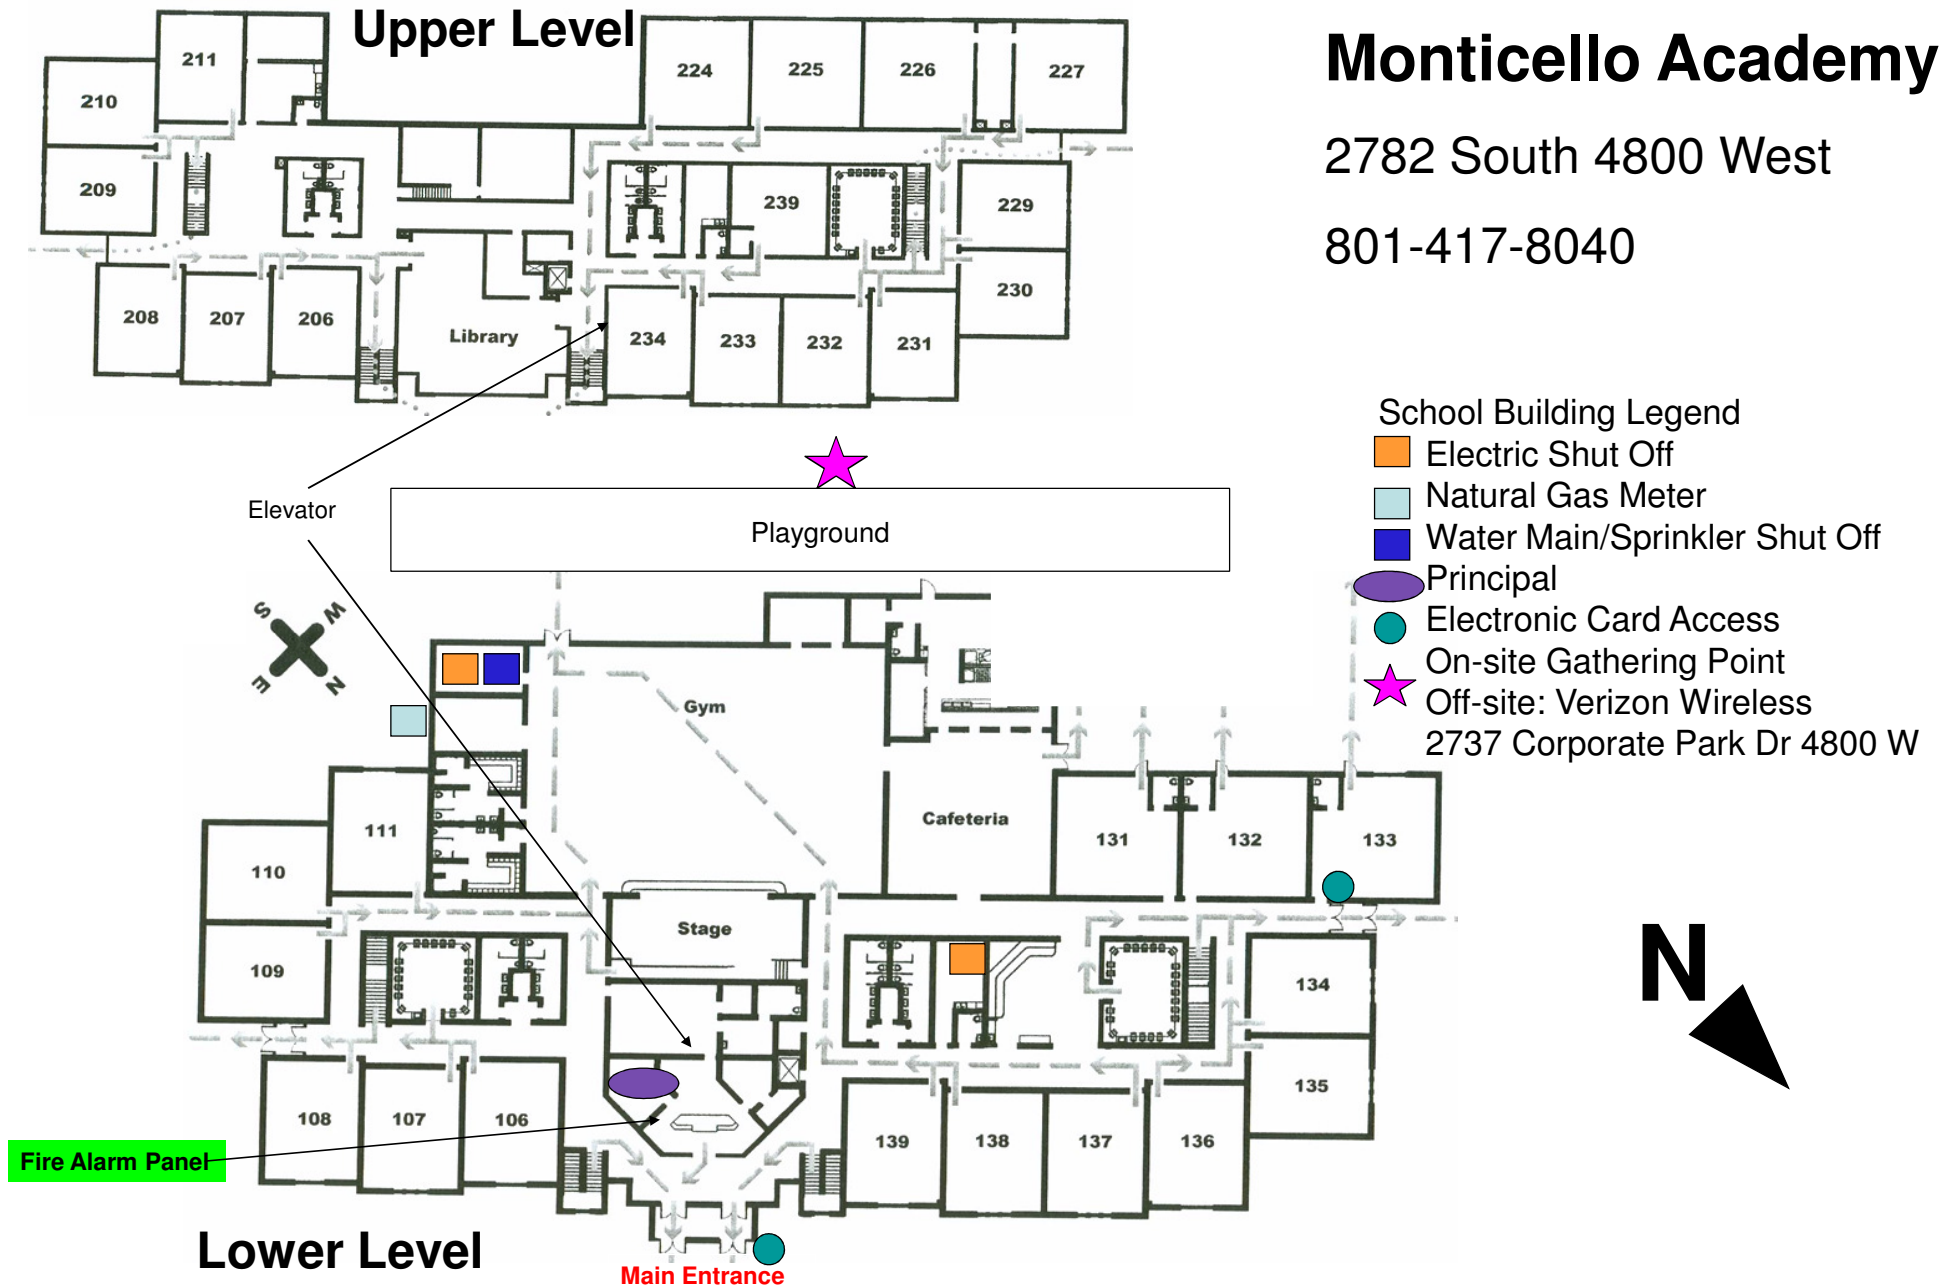 Upper Level
Monticello Academy
2782 South 4800 West
801-417-8040
211
210
209
208
207
206
Library
224
225
226
227
239
229
230
234
233
232
231
School Building Legend
Electric Shut Off
Natural Gas Meter
Water Main/Sprinkler Shut Off
Principal
Electronic Card Access
On-site Gathering Point
Off-site: Verizon Wireless
2737 Corporate Park Dr 4800 W
Elevator
Playground
S
W
E
N
Gym
Cafeteria
111
110
109
131
132
133
Stage
134
135
108
107
106
139
138
137
136
N
Fire Alarm Panel
Lower Level
Main Entrance